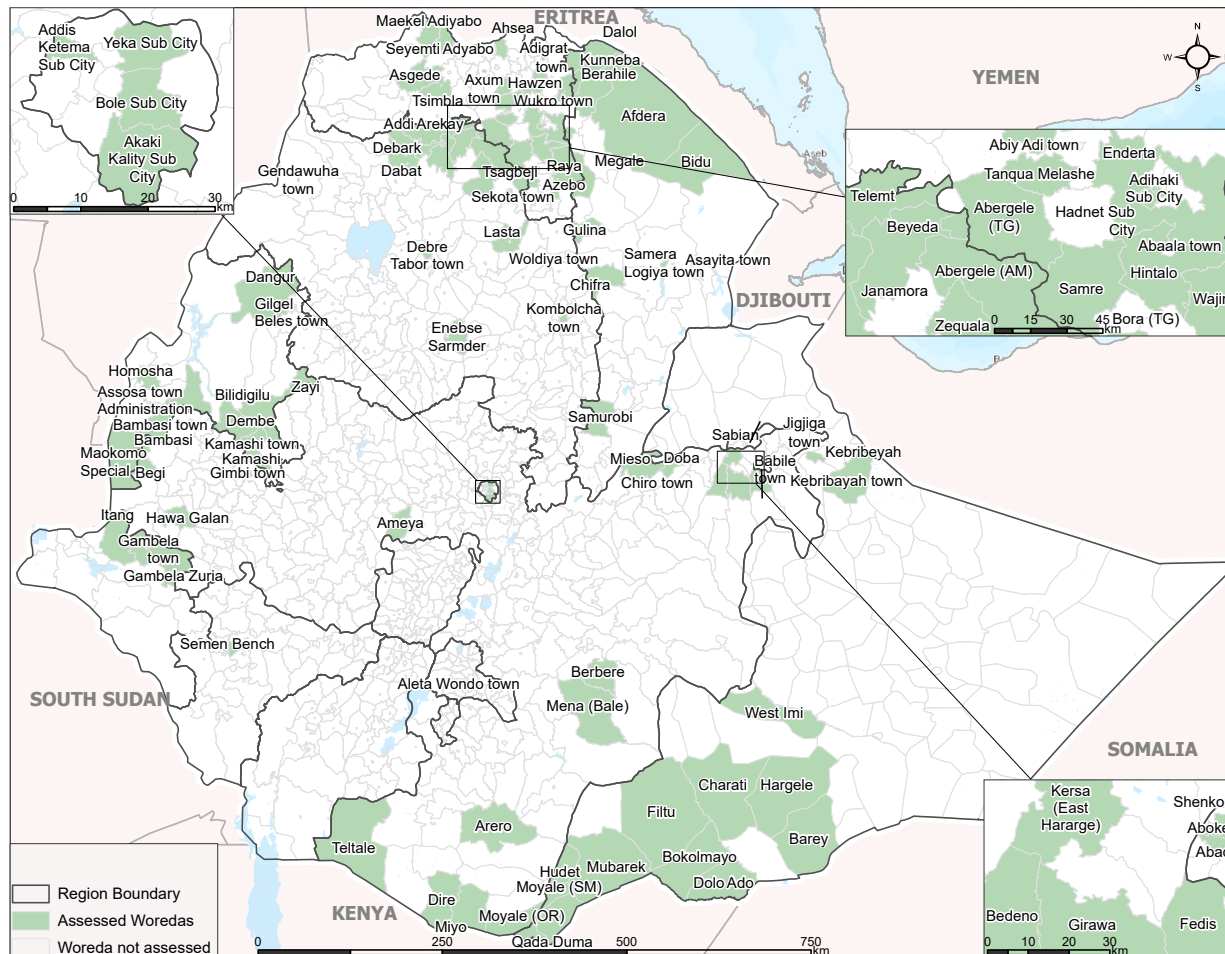 ERITREA
YEMEN
DJIBOUTI
SOMALIA
KENYA
SOUTH SUDAN
Aseb
N
W
S
Addis
Ketema
Sub City
Yeka Sub City
Bole Sub City
Akaki
Kality Sub
City
0 10 20 30
km
Maekel Adiyabo
Ahsea
Dalol
Seyemti Adyabo
Adigrat
town
Kunneba
Berahile
Asgede
Axum
town
Hawzen
Tsimbla
Wukro town
Addi Arekay
Afdera
Debark
Dabat
Gendawuha
town
Tsagbeji
Raya
Azebo
Megale
Bidu
Sekota town
Lasta
Gulina
Debre
Tabor town
Woldiya town
Samera
Logiya town
Asayita town
Chifra
Dangur
Gilgel
Beles town
Kombolcha
town
Enebse
Sarmder
Homosha
Assosa town
Administration
Bambasi town
Bambasi
Bilidigilu
Zayi
Dembe
Kamashi town
Kamashi
Gimbi town
Maokomo
Special
Begi
Samurobi
Mieso
Doba
Chiro town
Sabian
Jigjiga
town
Babile
town
Kebribeyah
Kebribayah town
Itang
Hawa Galan
Gambela
town
Gambela Zuria
Ameya
Semen Bench
Aleta Wondo town
Berbere
Mena (Bale)
West Imi
Charati
Hargele
Filtu
Barey
Bokolmayo
Dolo Ado
Arero
Teltale
Hudet
Mubarek
Moyale (SM)
Dire
Miyo
Moyale (OR)
Qada Duma
Abiy Adi town
Enderta
Tanqua Melashe
Adihaki
Sub City
Telemt
Abergele
(TG)
Hadnet Sub
City
Beyeda
Abaala town
Abergele (AM)
Hintalo
Janamora
Samre
Zequala
Bora (TG)
0 15 30 45
km
Kersa
(East
Hararge)
Bedeno
Girawa
Fedis
0 10 20 30
km
Region Boundary
Assessed Woredas
Woreda not assessed
0 250 500 750
km